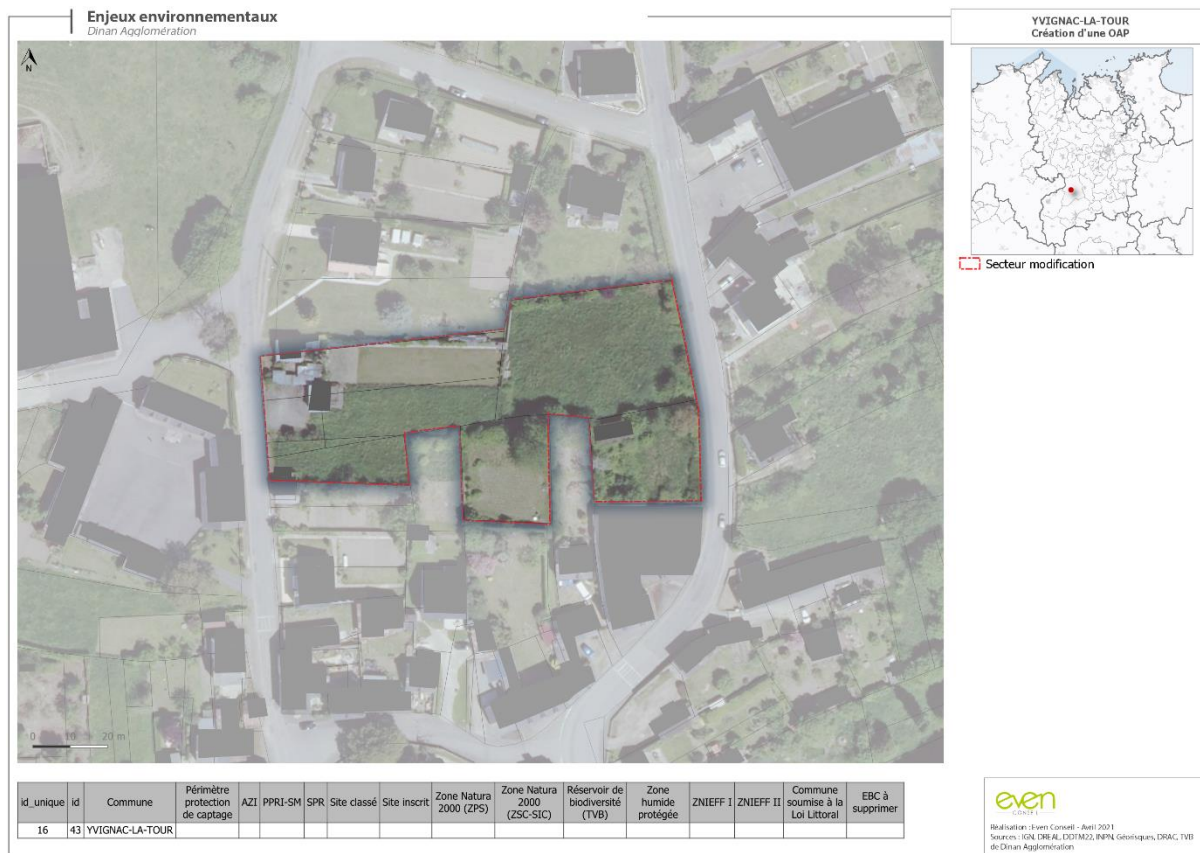 Enjeux environnementaux
Dinan Agglomération
YVIGNAC-LA-TOUR
Création d'une OAP
N
Secteur modification
0 10 20 m
id_unique id Commune Périmètre protection de captage AZI PPRI-SM SPR Site classé Site inscrit Zone Natura 2000 (ZPS) Zone Natura 2000 (ZSC-SIC) Réservoir de biodiversité (TVB) Zone humide protégée ZNIEFF I ZNIEFF II Commune soumise à la Loi Littoral EBC à supprimer
16 43 YVIGNAC-LA-TOUR
even
CONSEIL
Réalisation : Even Conseil - Avril 2021
Sources : IGN, DREAL, DDTM22, INPN, Géorisques, DRAC, TVB
de Dinan Agglomération